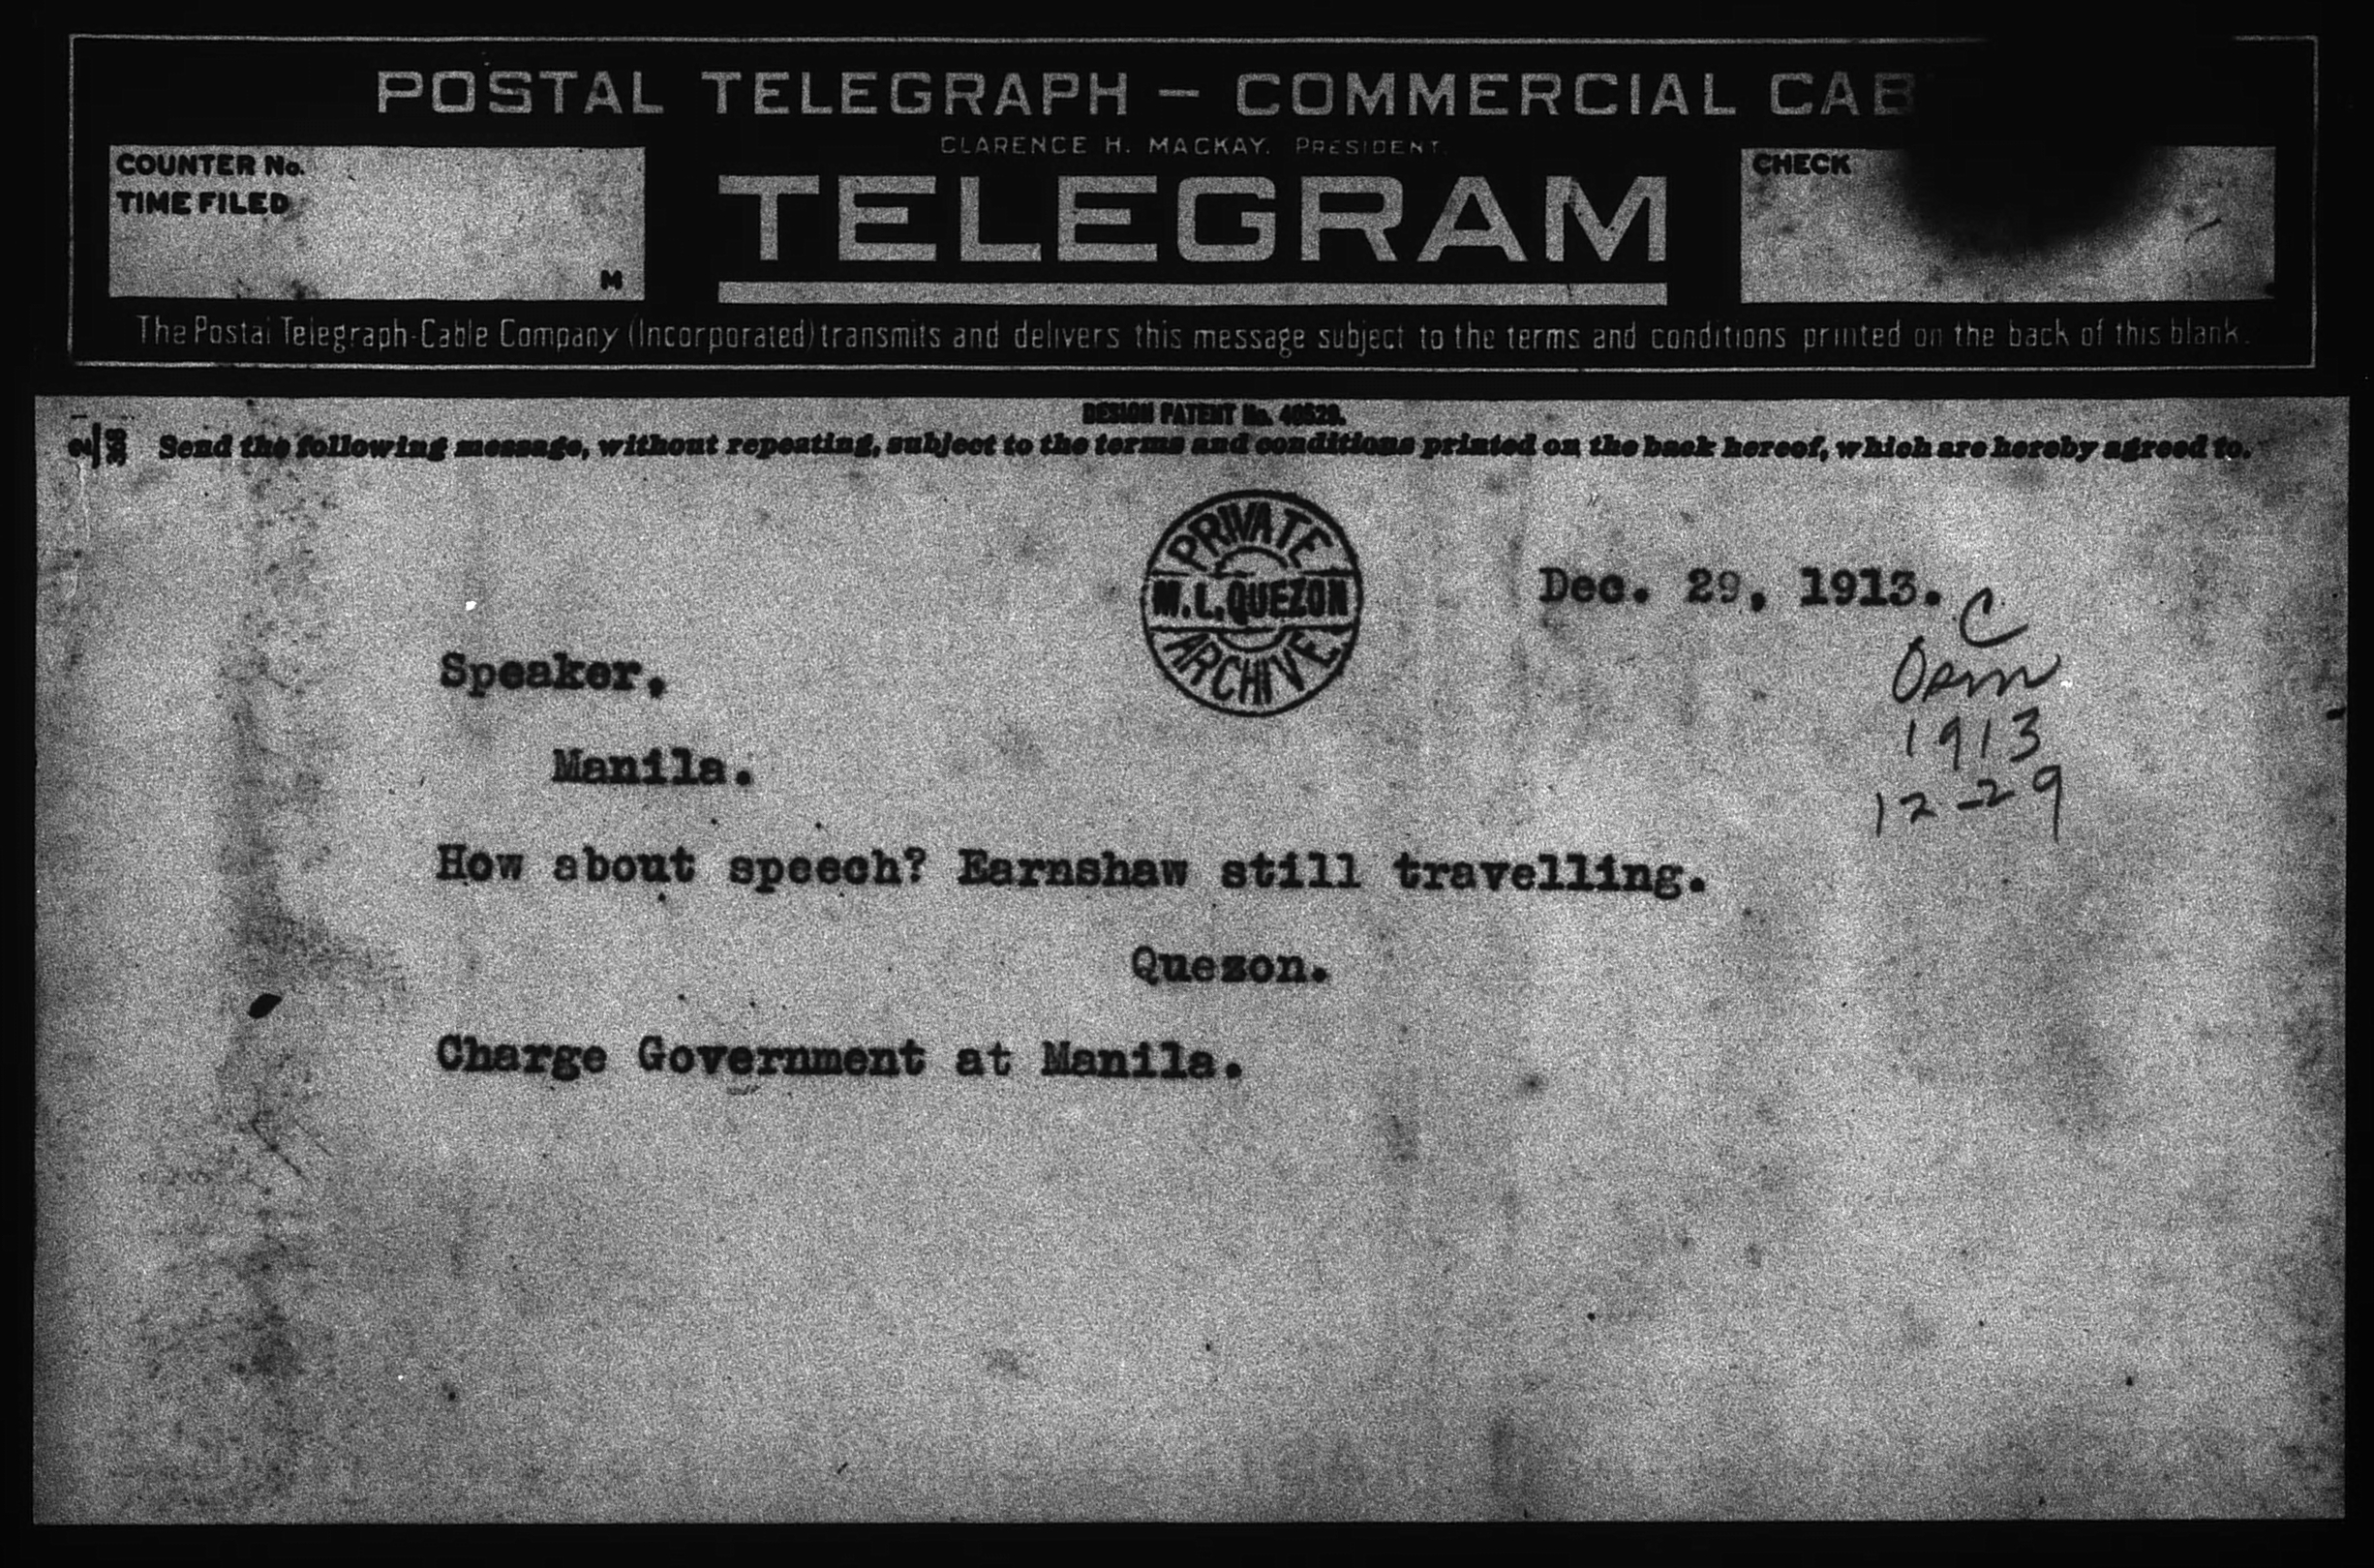 POSTAL TELEGRAPH — COMMERCIAL CAB
CLARENCE H. MACKAY, PRESIDENT.
COUNTER No.
TIME FILED
M
TELEGRAM
CHECK
The Postal Telegraph-Cable Company (Incorporated) transmits and delivers this message subject to the terms and conditions printed on the back of this blank.
DESIGN PATENT No. 40529.
Send the following message, without repeating, subject to the terms and conditions printed on the back hereof, which are hereby agreed to.
PRIVATE
M.L.QUEZON
ARCHIVE
Dec. 29, 1913.
C
1913
12-29
Speaker,
Manila.
How about speech? Earnshaw still travelling.
Quezon.
Charge Government at Manila.